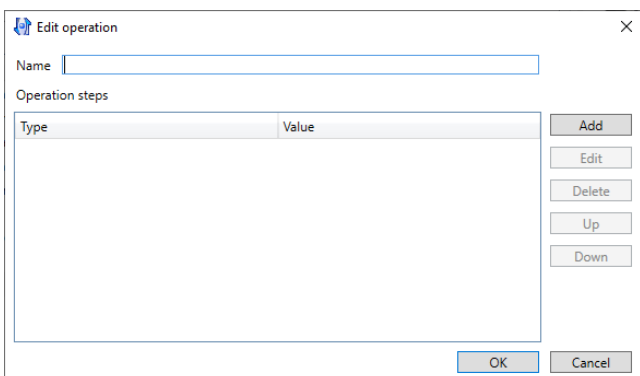 Edit operation
Name
Operation steps
Type Value
Add
Edit
Delete
Up
Down
OK Cancel